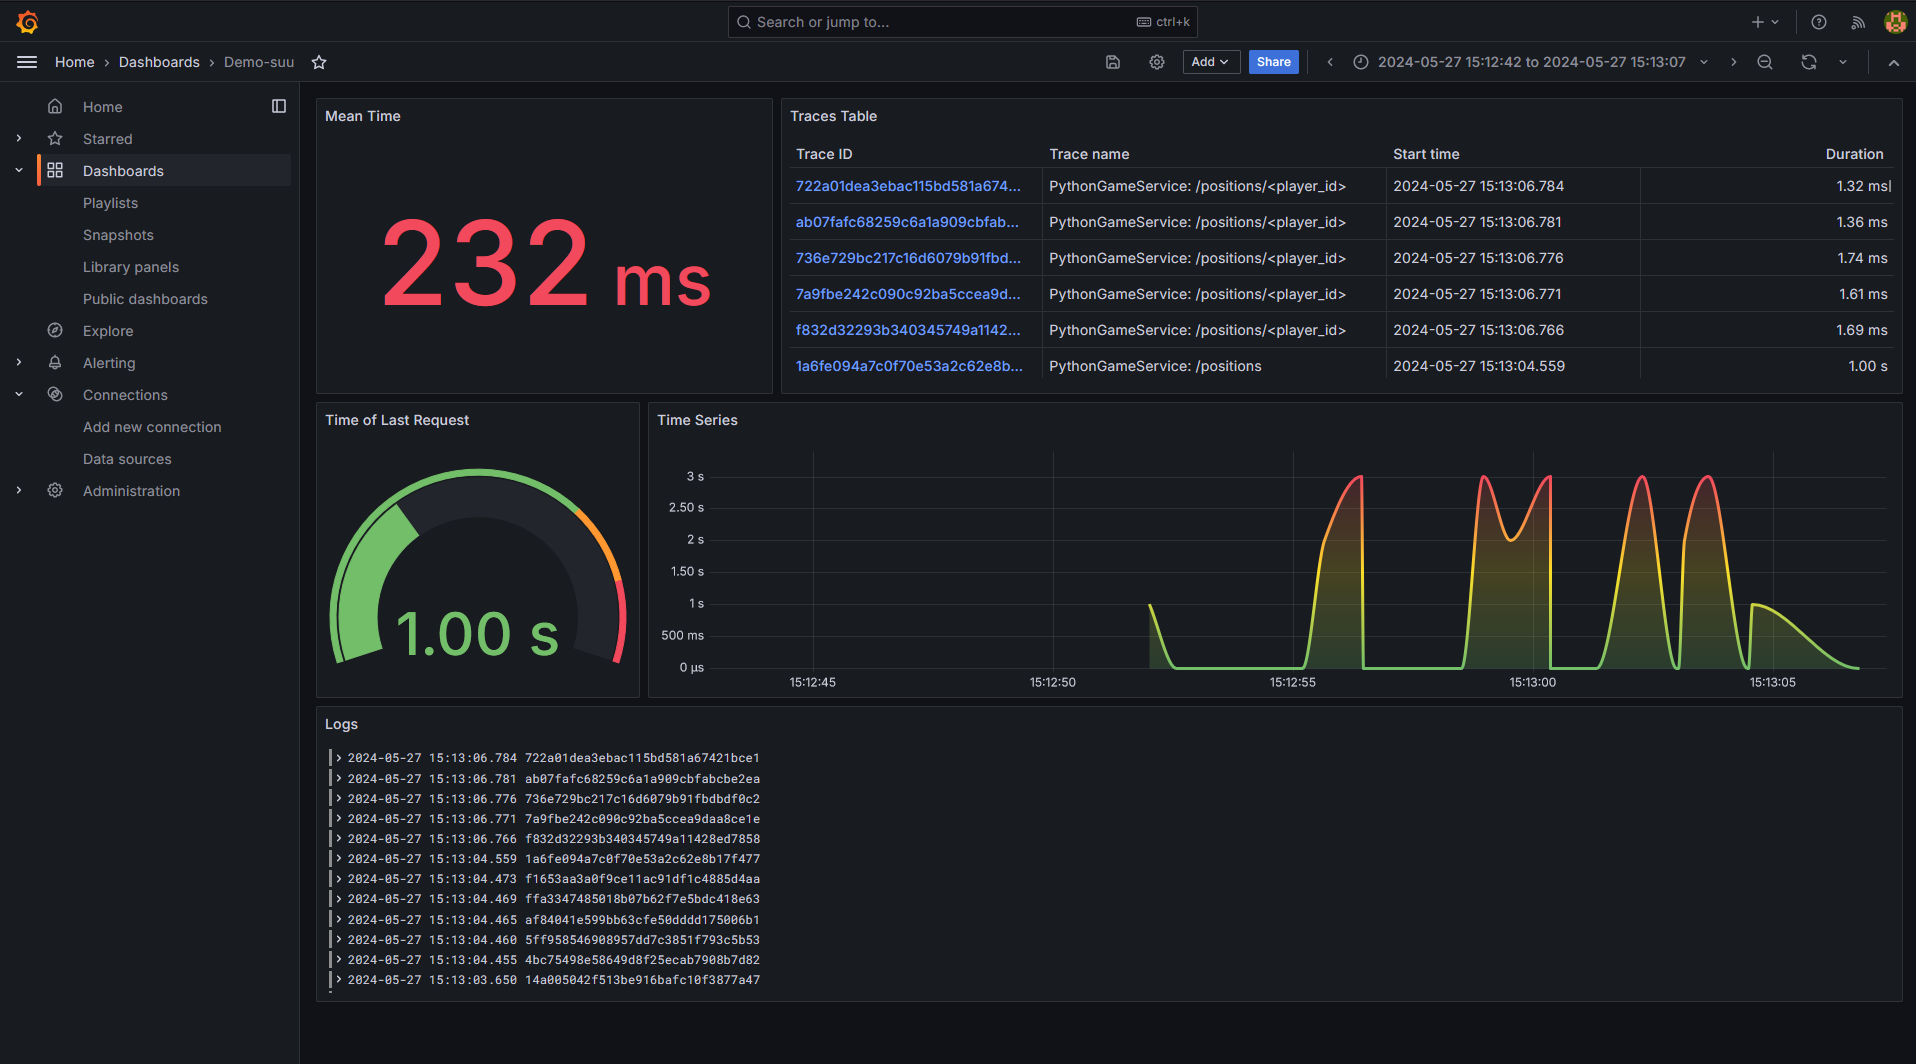 Search or jump to...
ctrl+k
Home › Dashboards › Demo-suu
Add
Share
2024-05-27 15:12:42 to 2024-05-27 15:13:07
Home
Starred
Dashboards
Playlists
Snapshots
Library panels
Public dashboards
Explore
Alerting
Connections
Add new connection
Data sources
Administration
Mean Time
232 ms
Traces Table
Trace ID Trace name Start time Duration
722a01dea3ebac115bd581a674... PythonGameService: /positions/<player_id> 2024-05-27 15:13:06.784 1.32 ms
ab07fafc68259c6a1a909cbfab... PythonGameService: /positions/<player_id> 2024-05-27 15:13:06.781 1.36 ms
736e729bc217c16d6079b91fbd... PythonGameService: /positions/<player_id> 2024-05-27 15:13:06.776 1.74 ms
7a9fbe242c090c92ba5ccea9d... PythonGameService: /positions/<player_id> 2024-05-27 15:13:06.771 1.61 ms
f832d32293b340345749a1142... PythonGameService: /positions/<player_id> 2024-05-27 15:13:06.766 1.69 ms
1a6fe094a7c0f70e53a2c62e8b... PythonGameService: /positions 2024-05-27 15:13:04.559 1.00 s
Time of Last Request
1.00 s
Time Series
3 s
2.50 s
2 s
1.50 s
1 s
500 ms
0 µs
15:12:45 15:12:50 15:12:55 15:13:00 15:13:05
Logs
2024-05-27 15:13:06.784 722a01dea3ebac115bd581a67421bce1
2024-05-27 15:13:06.781 ab07fafc68259c6a1a909cbfabcbe2ea
2024-05-27 15:13:06.776 736e729bc217c16d6079b91fbdbdf0c2
2024-05-27 15:13:06.771 7a9fbe242c090c92ba5ccea9daa8ce1e
2024-05-27 15:13:06.766 f832d32293b340345749a11428ed7858
2024-05-27 15:13:04.559 1a6fe094a7c0f70e53a2c62e8b17f477
2024-05-27 15:13:04.473 f1653aa3a0f9ce11ac91df1c4885d4aa
2024-05-27 15:13:04.469 ffa3347485018b07b62f7e5bdc418e63
2024-05-27 15:13:04.465 af84041e599bb63cfe50dddd175006b1
2024-05-27 15:13:04.460 5ff958546908957dd7c3851f793c5b53
2024-05-27 15:13:04.455 4bc75498e58649d8f25ecab7908b7d82
2024-05-27 15:13:03.650 14a005042f513be916bafc10f3877a47